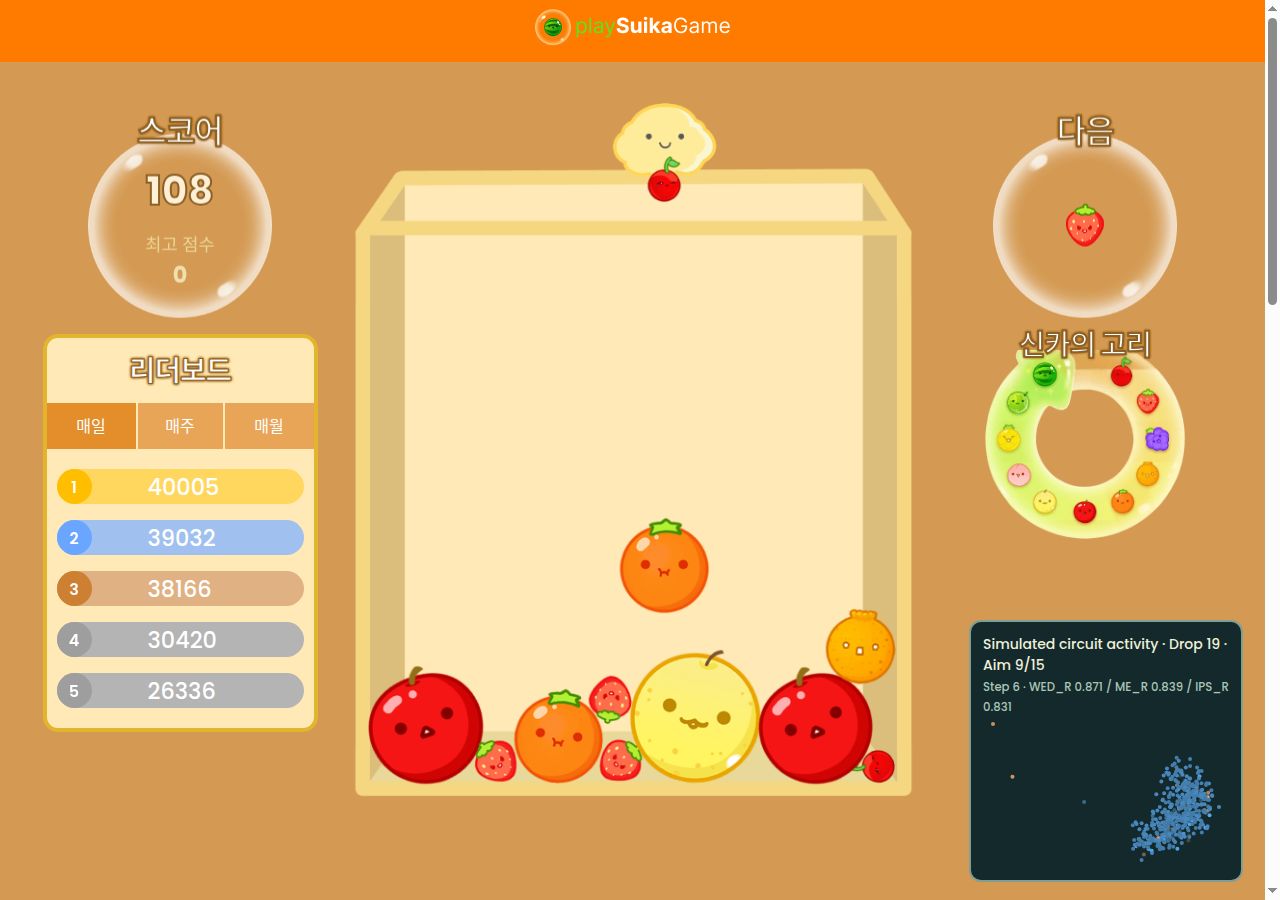 playSuikaGame
스코어
108
최고 점수
0
다음
신카의 고리
리더보드
매일 매주 매월
1 40005
2 39032
3 38166
4 30420
5 26336
Simulated circuit activity · Drop 19 ·
Aim 9/15
Step 6 · WED_R 0.871 / ME_R 0.839 / IPS_R
0.831